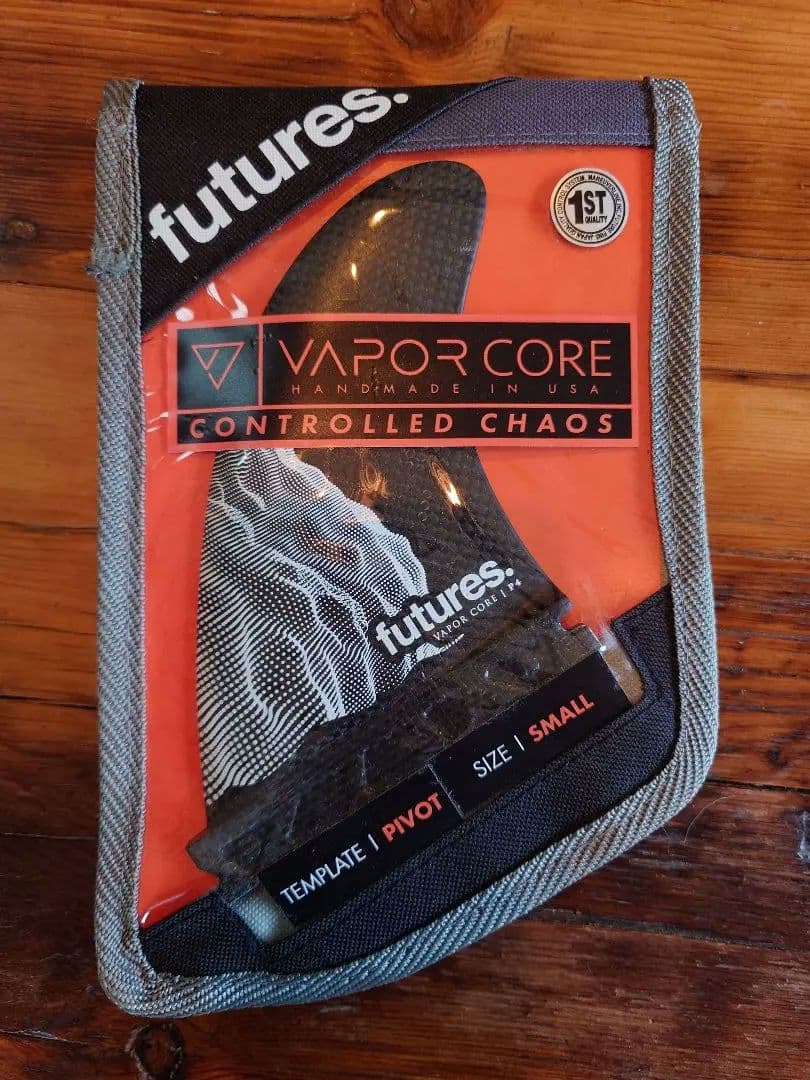 futures.
1ST
QUALITY
VAPOR CORE
HANDMADE IN USA
CONTROLLED CHAOS
futures.
VAPOR CORE | P4
SIZE | SMALL
TEMPLATE | PIVOT